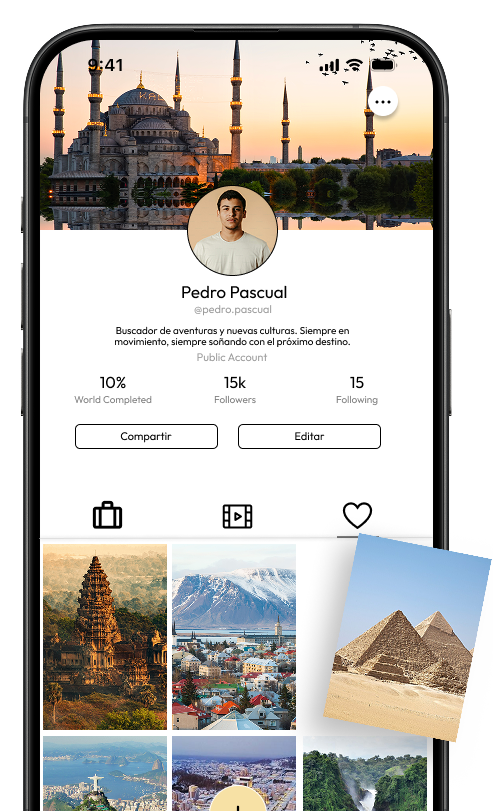 9:41
Pedro Pascual
@pedro.pascual
Buscador de aventuras y nuevas culturas. Siempre en
movimiento, siempre soñando con el próximo destino.
Public Account
10% 15k 15
World Completed Followers Following
Compartir Editar